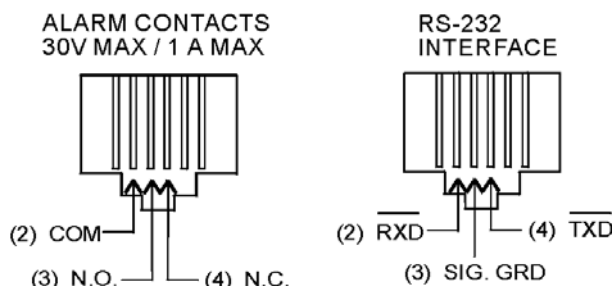 ALARM CONTACTS
30V MAX / 1 A MAX
(2) COM
(3) N.O.
(4) N.C.
RS-232
INTERFACE
(2) RXD
(4) TXD
(3) SIG. GRD